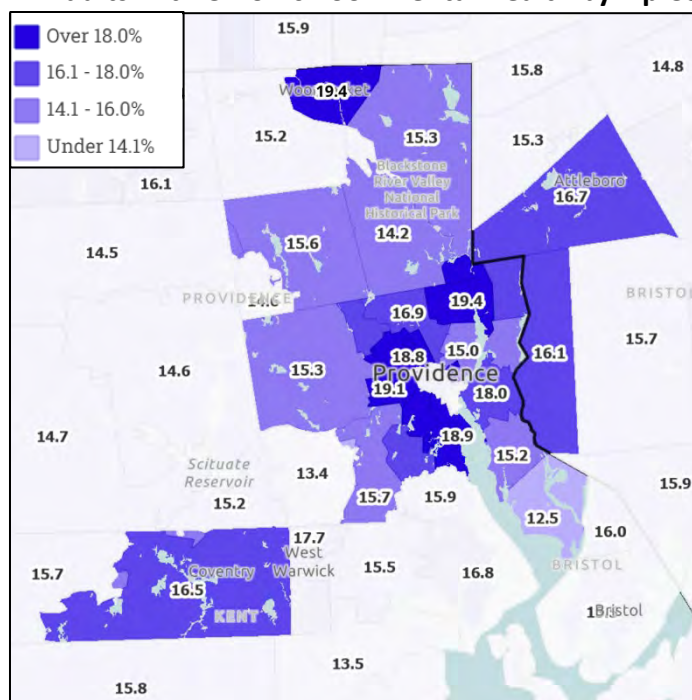 Over 18.0%
16.1 - 18.0%
14.1 - 16.0%
Under 14.1%
15.9
15.8
14.8
19.4
15.2
15.3
15.3
Blackstone
River Valley
National
Historical Park
16.1
Attleboro
16.7
14.5
15.6
14.2
PROVIDENCE
19.4
BRISTOL
16.9
15.7
18.8
15.0
16.1
14.6
15.3
Providence
19.1
18.0
14.7
18.9
15.2
Scituate
Reservoir
13.4
15.9
15.2
15.7
15.9
12.5
16.0
17.7
West
Warwick
15.7
15.5
16.8
BRISTOL
Coventry
16.5
KENT
Bristol
13.5
15.8